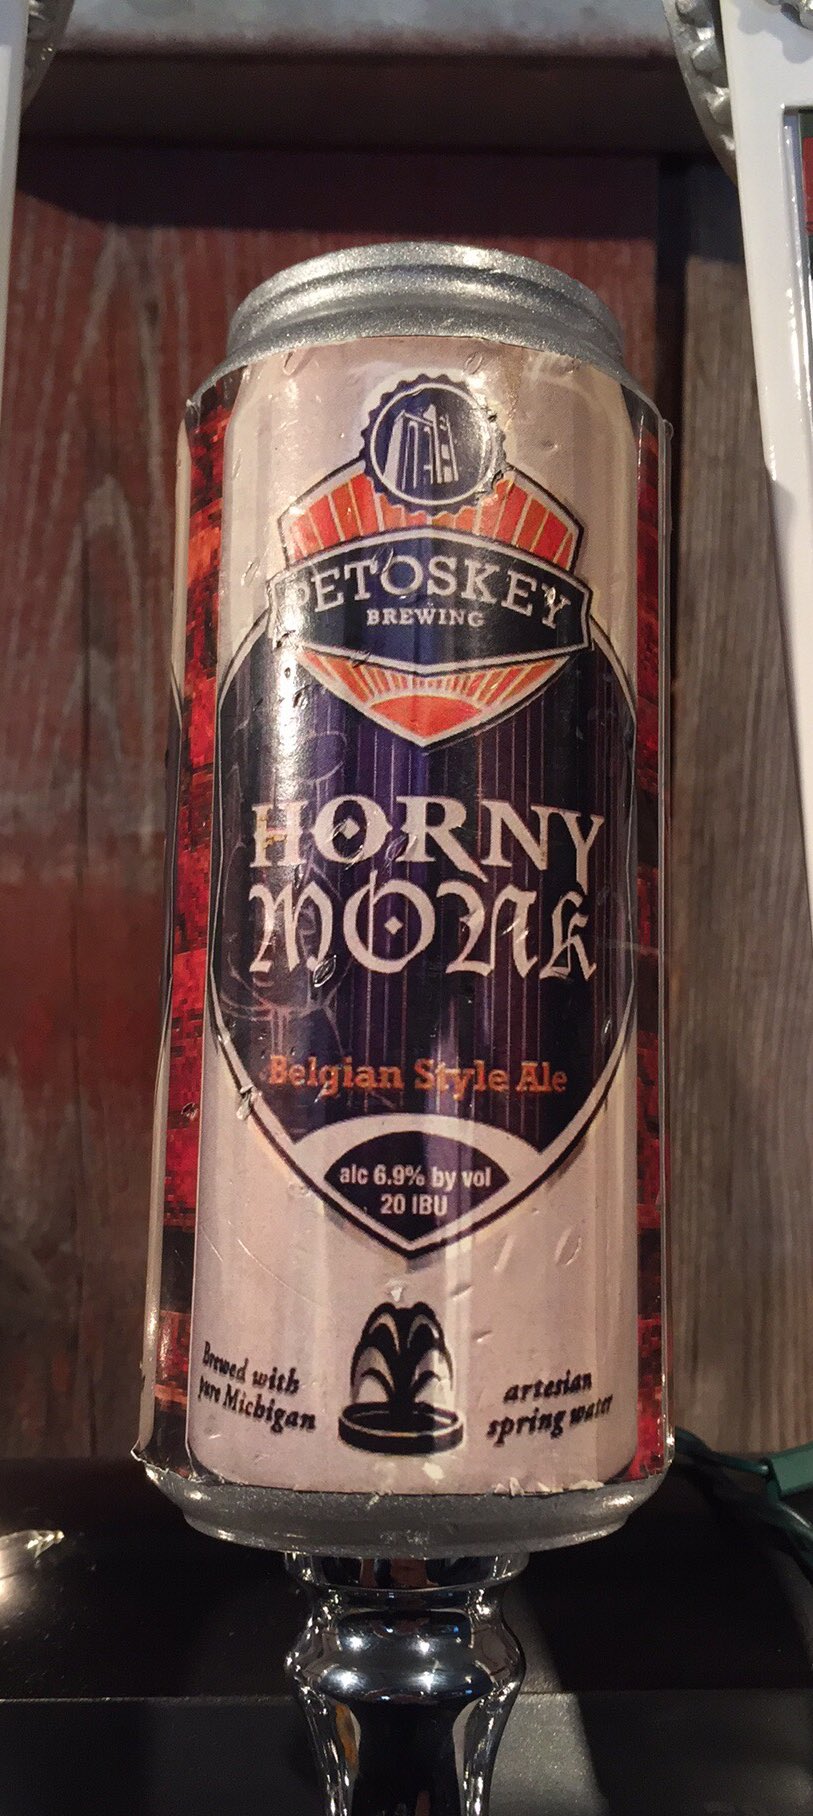 PETOSKEY
BREWING
HORNY
MONK
Belgian Style Ale
alc 6.9% by vol
20 IBU
Brewed with
pure Michigan
artesian
spring water